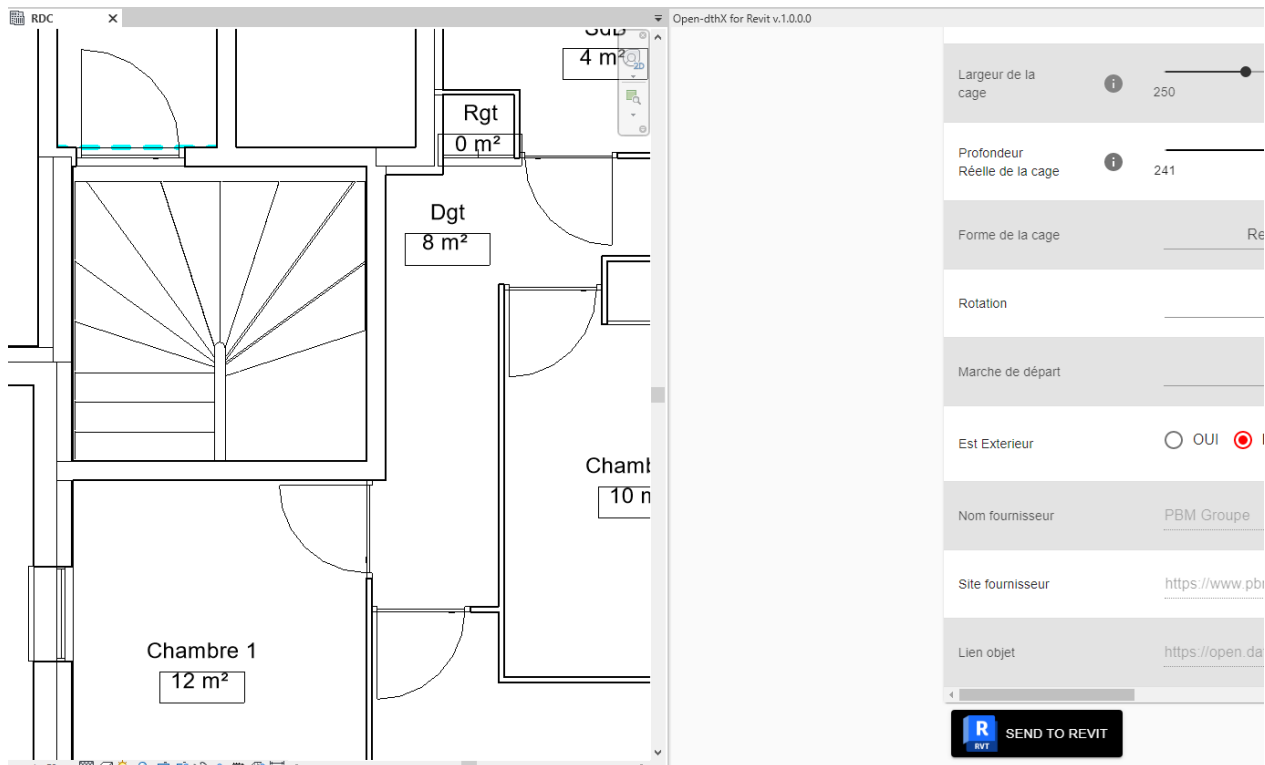 RDC
Open-dthX for Revit v.1.0.0.0
4 m²
2D
Rgt
0 m²
Dgt
8 m²
10
Chambre 1
12 m²
Largeur de la
cage
250
Profondeur
Réelle de la cage
241
Forme de la cage
Re
Rotation
Marche de départ
Est Exterieur
OUI
Nom fournisseur
PBM Groupe
Site fournisseur
https://www.pb
Lien objet
https://open.da
R
RVT
SEND TO REVIT